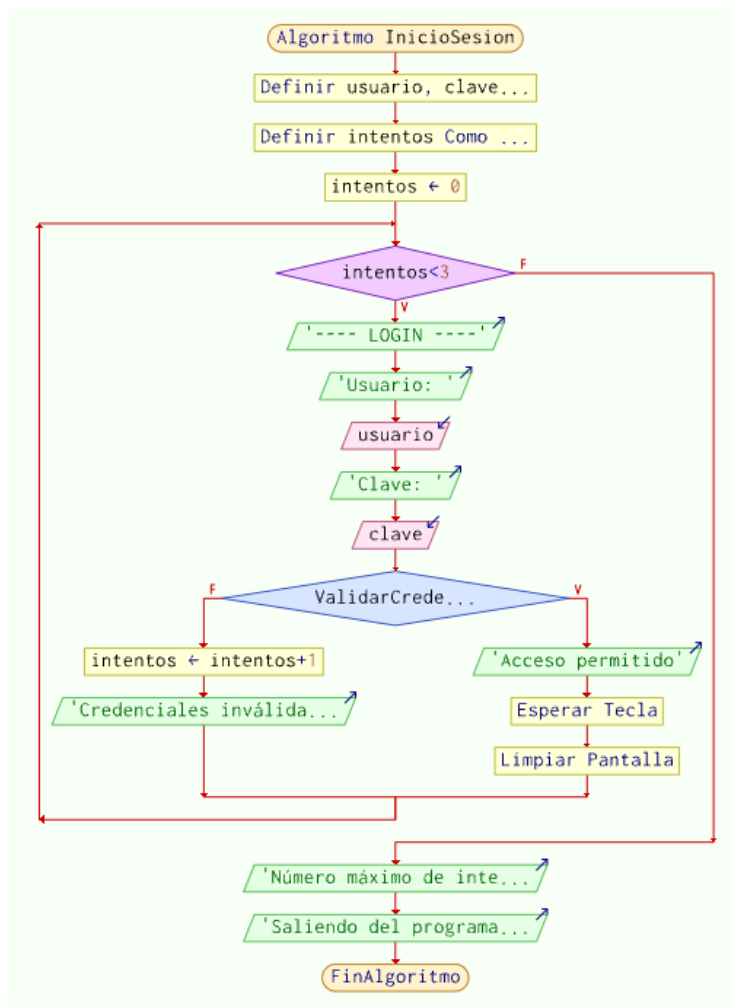 Algoritmo InicioSesion
Definir usuario, clave...
Definir intentos Como ...
intentos ← 0
intentos<3
F
V
'---- LOGIN ----'
'Usuario: '
usuario
'Clave: '
clave
F
V
ValidarCrede...
intentos ← intentos+1
'Acceso permitido'
'Credenciales inválida...
Esperar Tecla
Limpiar Pantalla
'Número máximo de inte...
'Saliendo del programa...
FinAlgoritmo